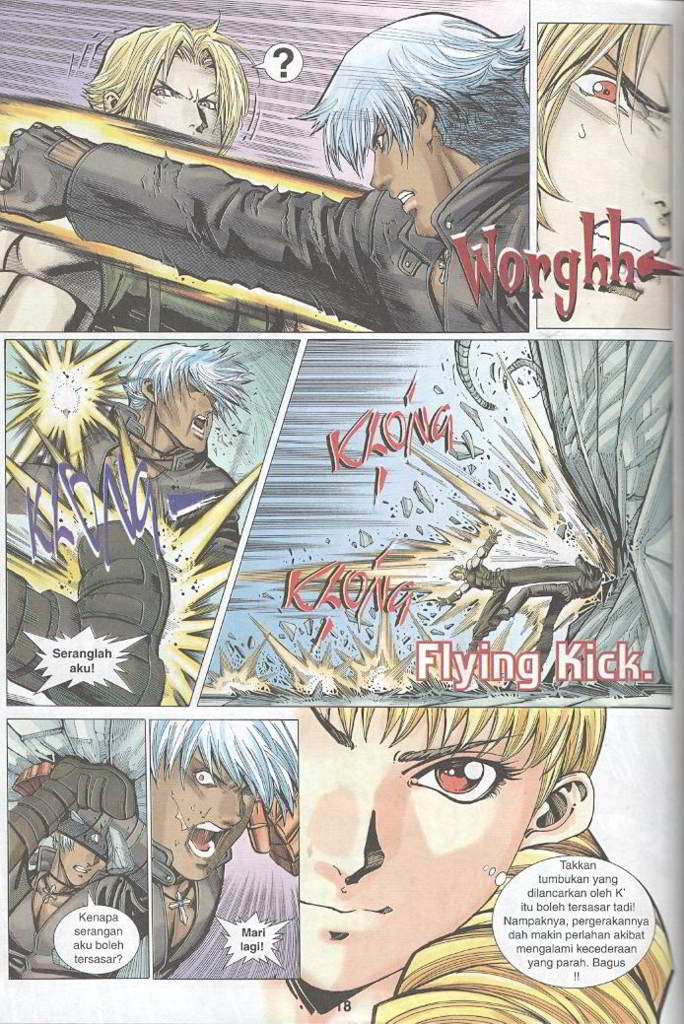 ?
Worghh
KLONG
Seranglah
aku!
KLONG
KLONG
Flying Kick.
Kenapa
serangan
aku boleh
tersasar?
Mari
lagi!
Takkan
tumbukan yang
dilancarkan oleh K'
itu boleh tersasar tadi!
Nampaknya, pergerakannya
dah makin perlahan akibat
mengalami kecederaan
yang parah. Bagus
!!
18